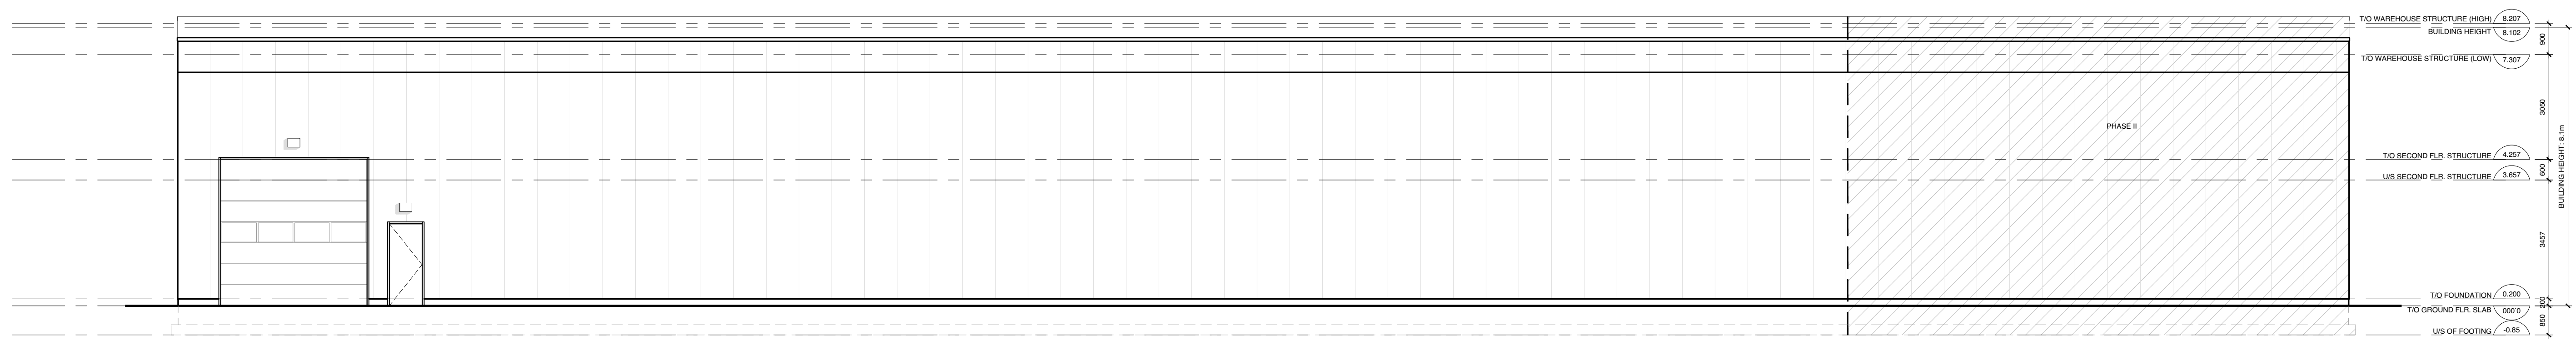 T/O WAREHOUSE STRUCTURE (HIGH) 8.207
BUILDING HEIGHT 8.102
900
T/O WAREHOUSE STRUCTURE (LOW) 7.307
3050
PHASE II
BUILDING HEIGHT: 8.1m
T/O SECOND FLR. STRUCTURE 4.257
600
U/S SECOND FLR. STRUCTURE 3.657
3457
T/O FOUNDATION 0.200
200
T/O GROUND FLR. SLAB 000'0
850
U/S OF FOOTING -0.85